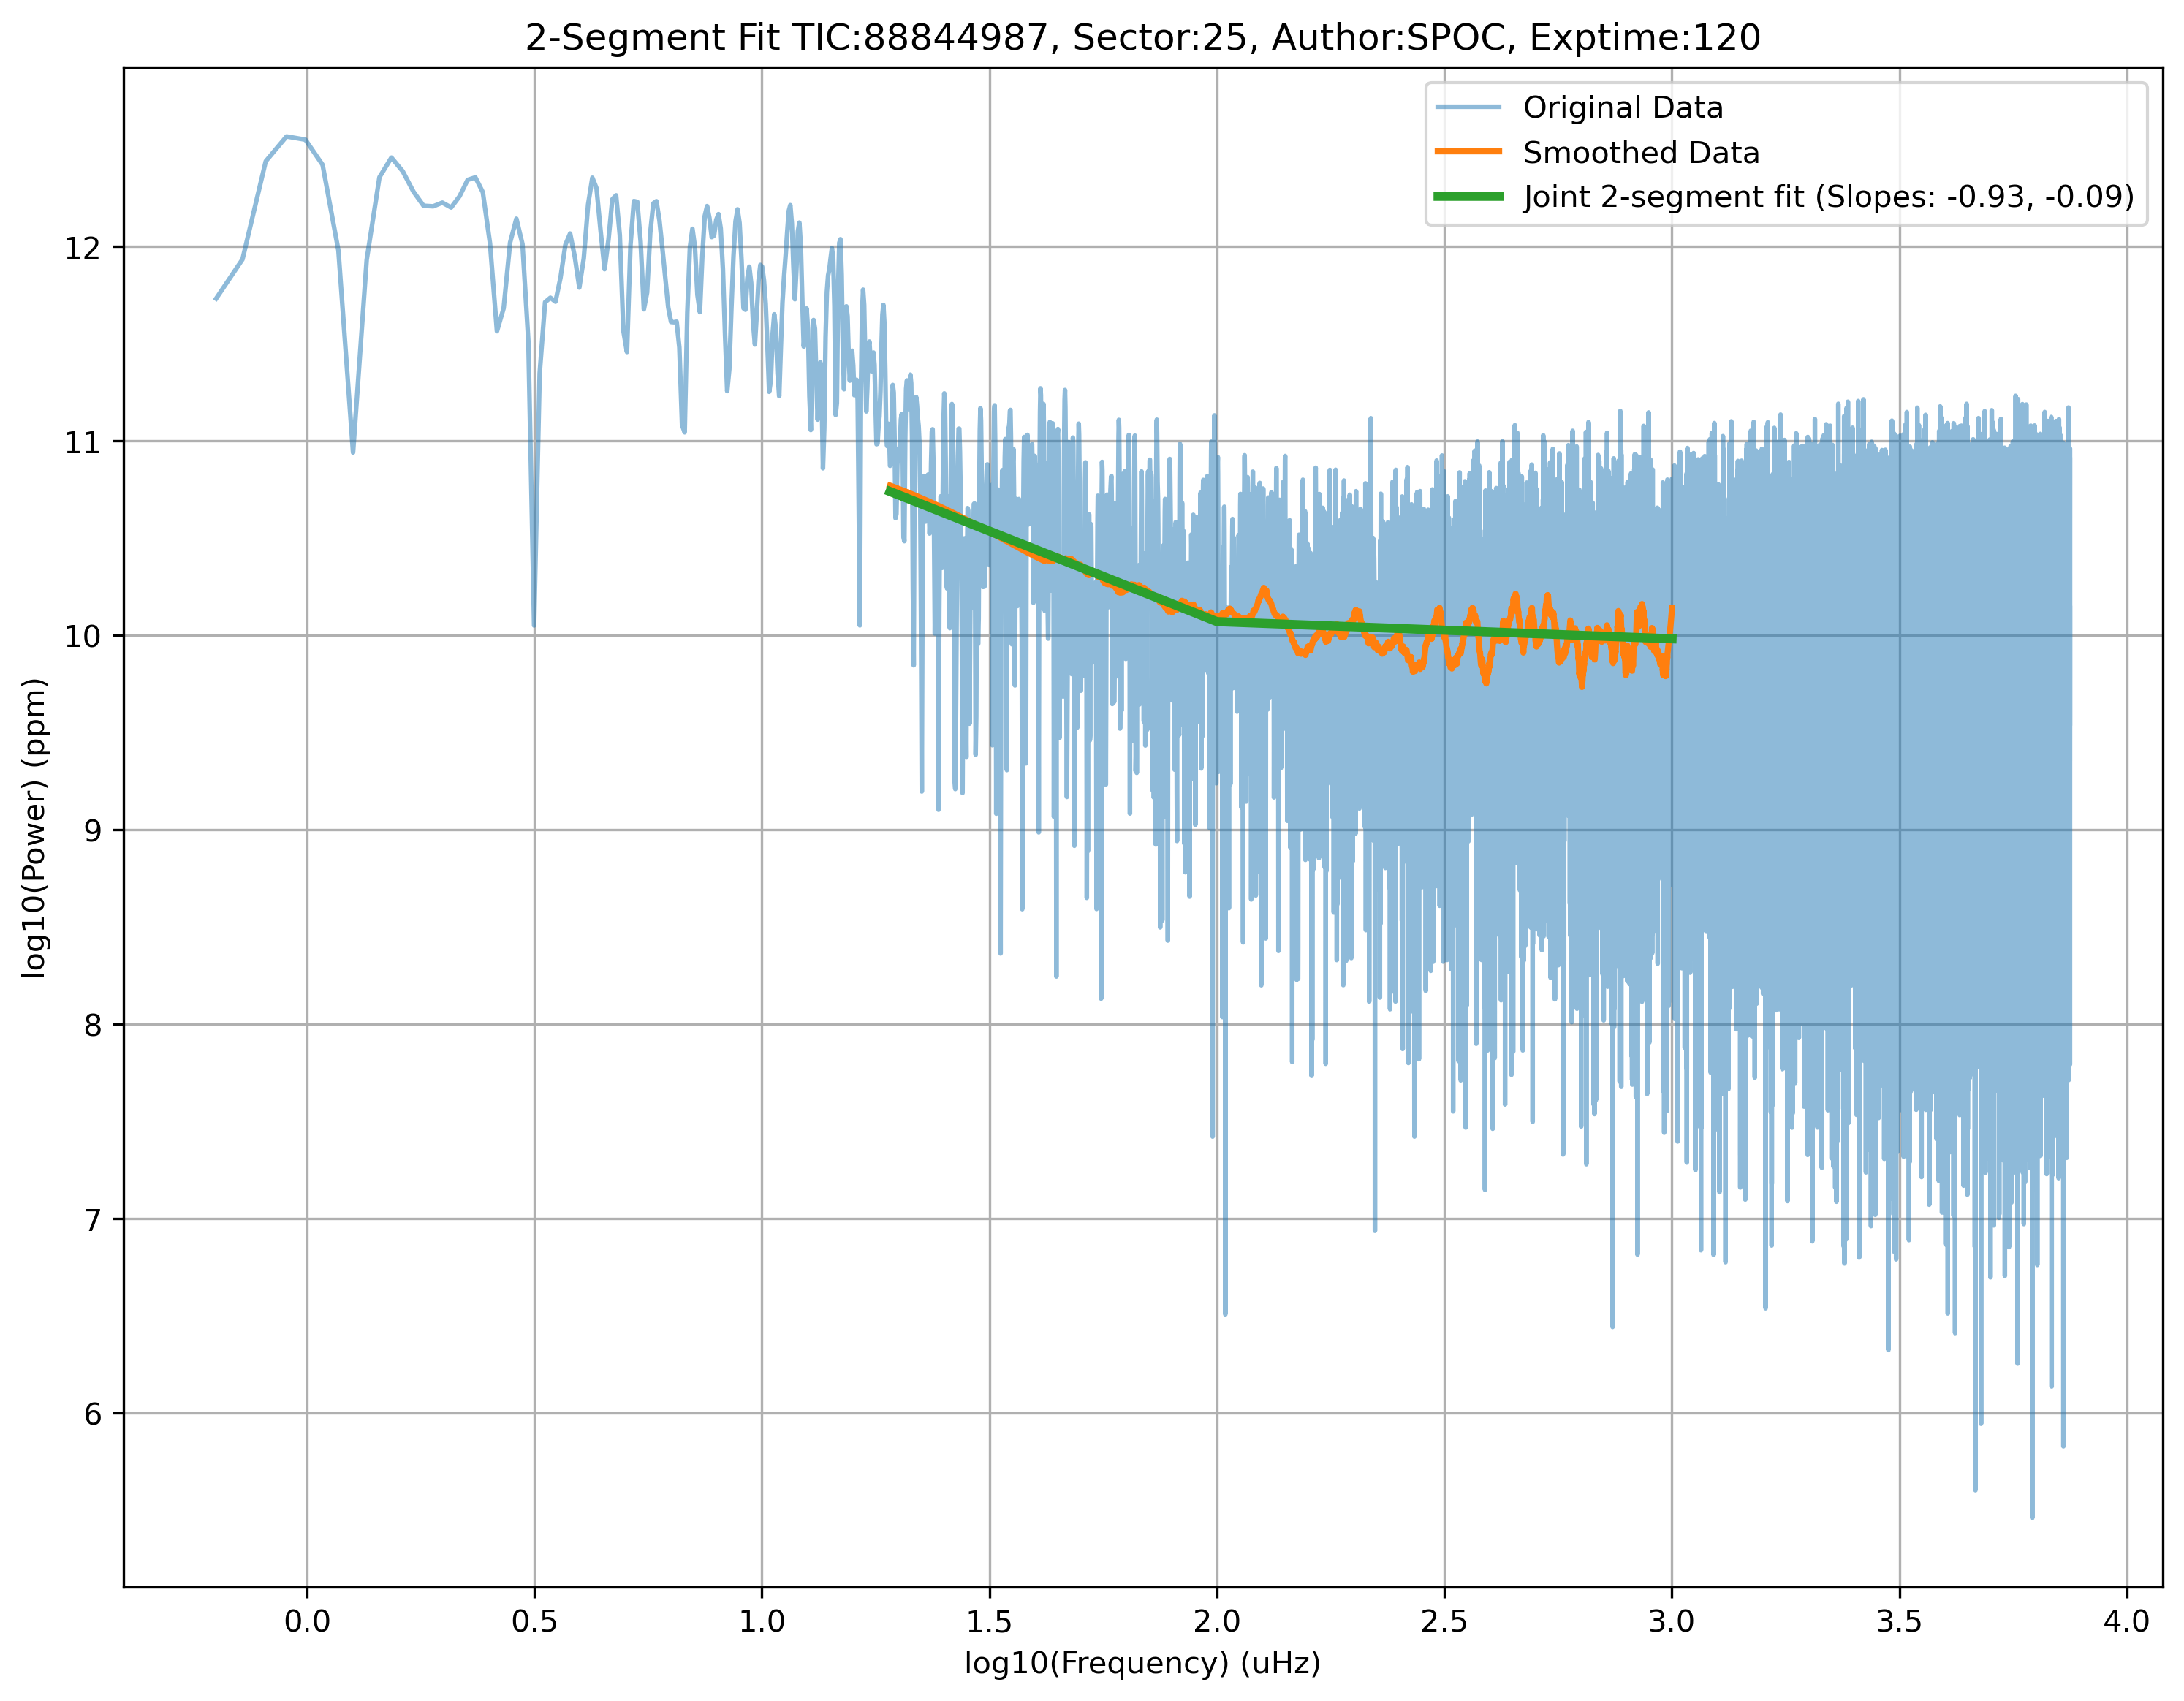 2-Segment Fit TIC:88844987, Sector:25, Author:SPOC, Exptime:120
Original Data
Smoothed Data
Joint 2-segment fit (Slopes: -0.93, -0.09)
log10(Power) (ppm)
12
11
10
9
8
7
6
0.0 0.5 1.0 1.5 2.0 2.5 3.0 3.5 4.0
log10(Frequency) (uHz)